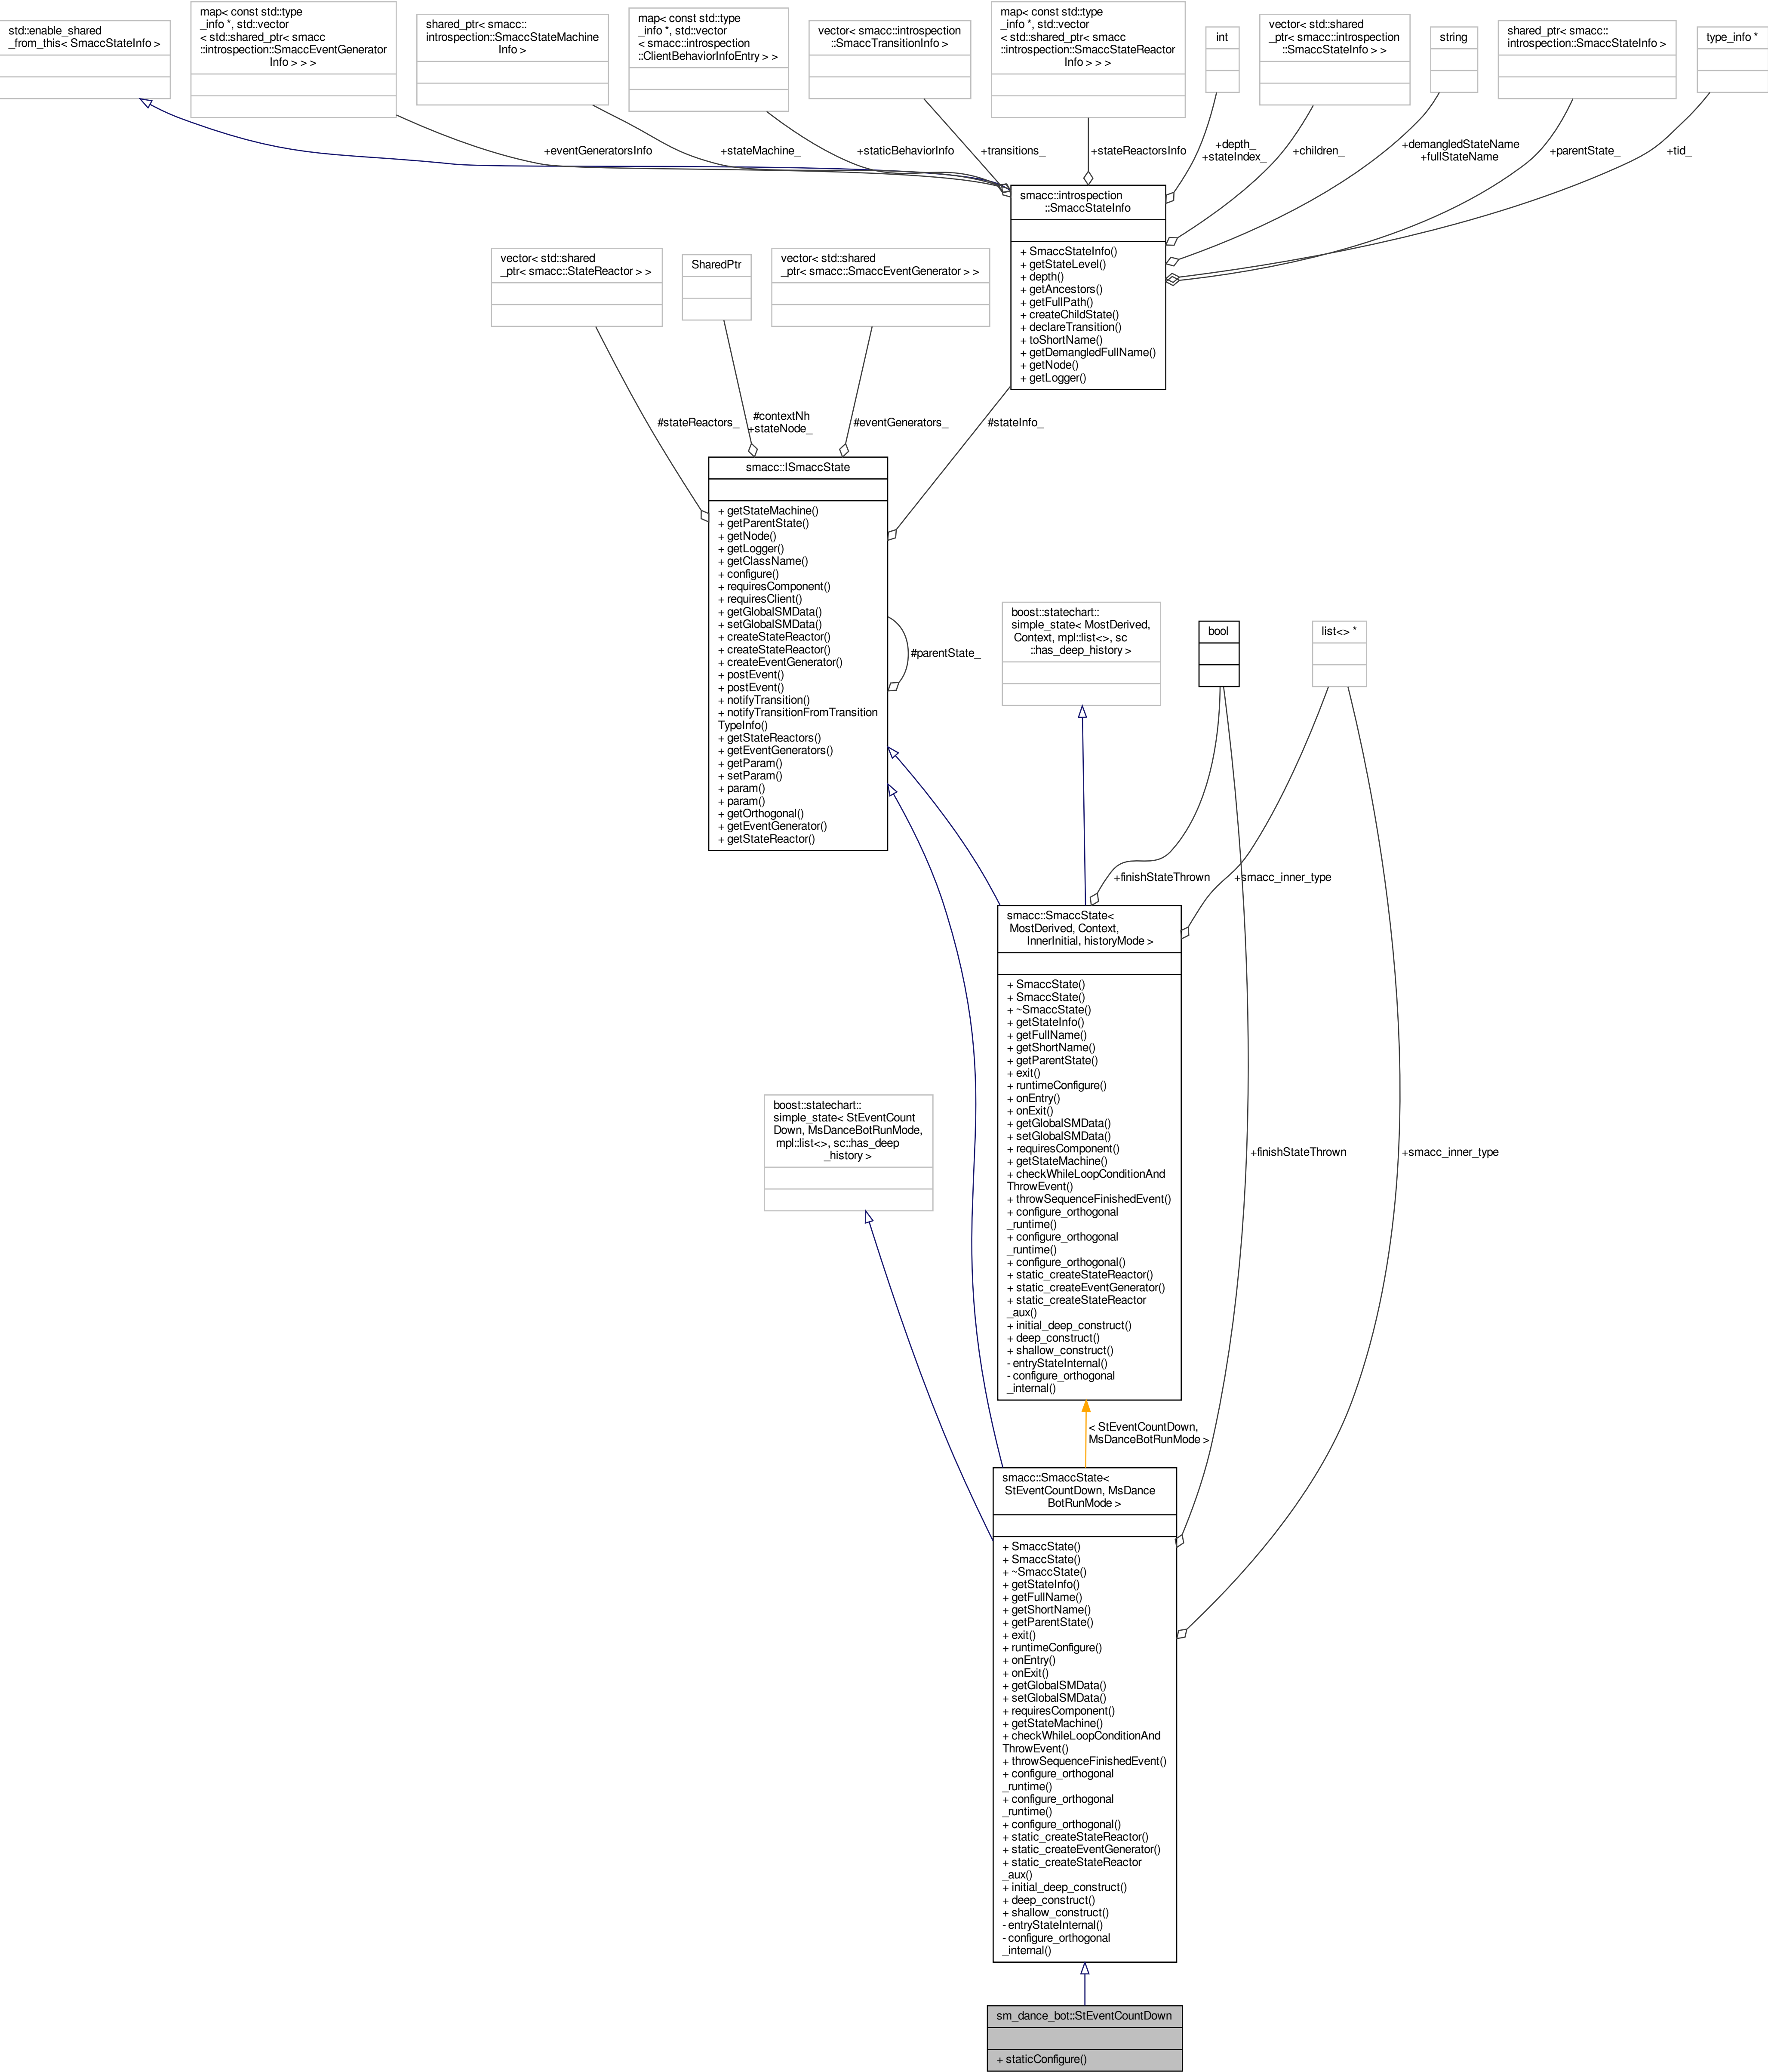 std::enable_shared
_from_this< SmaccStateInfo >
map< const std::type
_info *, std::vector
< std::shared_ptr< smacc
::introspection::SmaccEventGenerator
Info > > >
shared_ptr< smacc::
introspection::SmaccStateMachine
Info >
map< const std::type
_info *, std::vector
< smacc::introspection
::ClientBehaviorInfoEntry > >
vector< smacc::introspection
::SmaccTransitionInfo >
map< const std::type
_info *, std::vector
< std::shared_ptr< smacc
::introspection::SmaccStateReactor
Info > > >
int
vector< std::shared
_ptr< smacc::introspection
::SmaccStateInfo > >
string
shared_ptr< smacc::
introspection::SmaccStateInfo >
type_info *
+eventGeneratorsInfo
+stateMachine_
+staticBehaviorInfo
+transitions_
+stateReactorsInfo
+depth_
+stateIndex_
+children_
+demangledStateName
+fullStateName
+parentState_
+tid_
smacc::introspection
::SmaccStateInfo
+ SmaccStateInfo()
+ getStateLevel()
+ depth()
+ getAncestors()
+ getFullPath()
+ createChildState()
+ declareTransition()
+ toShortName()
+ getDemangledFullName()
+ getNode()
+ getLogger()
vector< std::shared
_ptr< smacc::StateReactor > >
SharedPtr
vector< std::shared
_ptr< smacc::SmaccEventGenerator > >
#stateReactors_
#contextNh
+stateNode_
#eventGenerators_
#stateInfo_
smacc::ISmaccState
+ getStateMachine()
+ getParentState()
+ getNode()
+ getLogger()
+ getClassName()
+ configure()
+ requiresComponent()
+ requiresClient()
+ getGlobalSMData()
+ setGlobalSMData()
+ createStateReactor()
+ createStateReactor()
+ createEventGenerator()
+ postEvent()
+ postEvent()
+ notifyTransition()
+ notifyTransitionFromTransition
TypeInfo()
+ getStateReactors()
+ getEventGenerators()
+ getParam()
+ setParam()
+ param()
+ param()
+ getOrthogonal()
+ getEventGenerator()
+ getStateReactor()
#parentState_
boost::statechart::
simple_state< MostDerived,
Context, mpl::list<>, sc
::has_deep_history >
bool
list<> *
+finishStateThrown
+smacc_inner_type
smacc::SmaccState<
MostDerived, Context,
InnerInitial, historyMode >
+ SmaccState()
+ SmaccState()
+ ~SmaccState()
+ getStateInfo()
+ getFullName()
+ getShortName()
+ getParentState()
+ exit()
+ runtimeConfigure()
+ onEntry()
+ onExit()
+ getGlobalSMData()
+ setGlobalSMData()
+ requiresComponent()
+ getStateMachine()
+ checkWhileLoopConditionAnd
ThrowEvent()
+ throwSequenceFinishedEvent()
+ configure_orthogonal
_runtime()
+ configure_orthogonal
_runtime()
+ configure_orthogonal()
+ static_createStateReactor()
+ static_createEventGenerator()
+ static_createStateReactor
_aux()
+ initial_deep_construct()
+ deep_construct()
+ shallow_construct()
- entryStateInternal()
- configure_orthogonal
_internal()
boost::statechart::
simple_state< StEventCount
Down, MsDanceBotRunMode,
mpl::list<>, sc::has_deep
_history >
+finishStateThrown
+smacc_inner_type
< StEventCountDown,
MsDanceBotRunMode >
smacc::SmaccState<
StEventCountDown, MsDance
BotRunMode >
+ SmaccState()
+ SmaccState()
+ ~SmaccState()
+ getStateInfo()
+ getFullName()
+ getShortName()
+ getParentState()
+ exit()
+ runtimeConfigure()
+ onEntry()
+ onExit()
+ getGlobalSMData()
+ setGlobalSMData()
+ requiresComponent()
+ getStateMachine()
+ checkWhileLoopConditionAnd
ThrowEvent()
+ throwSequenceFinishedEvent()
+ configure_orthogonal
_runtime()
+ configure_orthogonal
_runtime()
+ configure_orthogonal()
+ static_createStateReactor()
+ static_createEventGenerator()
+ static_createStateReactor
_aux()
+ initial_deep_construct()
+ deep_construct()
+ shallow_construct()
- entryStateInternal()
- configure_orthogonal
_internal()
sm_dance_bot::StEventCountDown
+ staticConfigure()